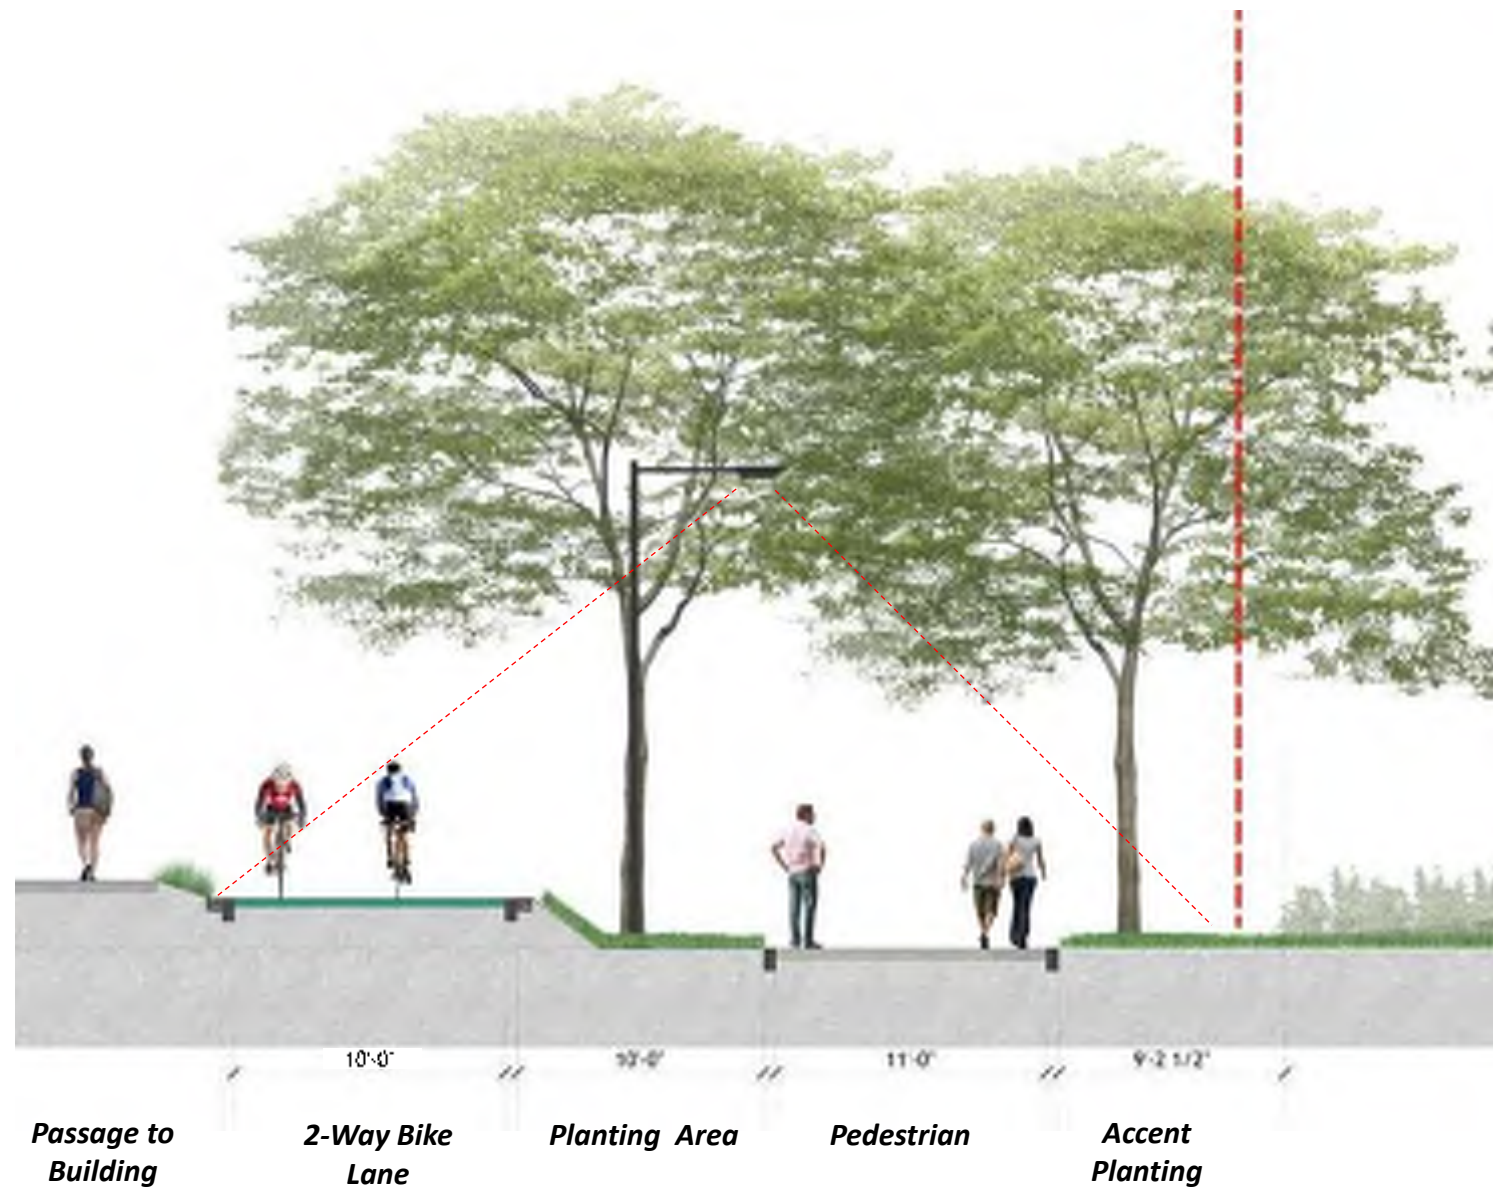 10'-0" 10'-0" 11'-0" 9'-2 1/2"
Passage to 2-Way Bike Planting Area Pedestrian Accent
Building Lane Planting